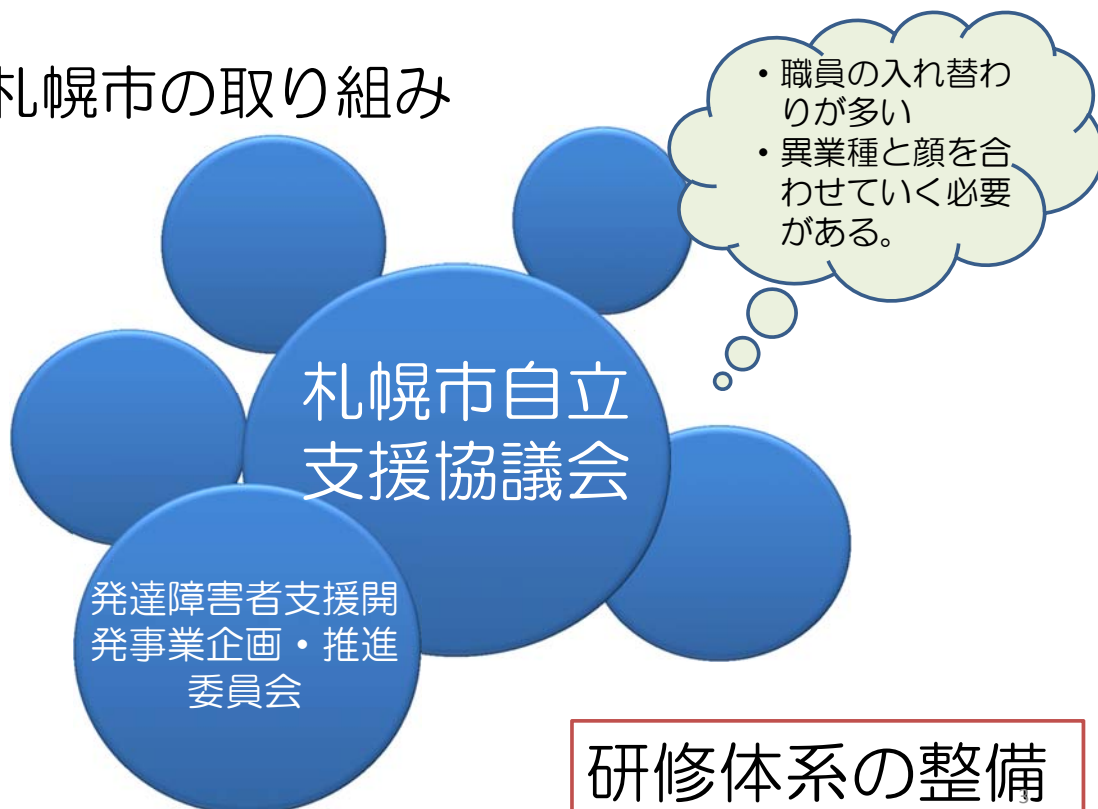 札幌市の取り組み
・職員の入れ替わ
りが多い
・異業種と顔を合
わせていく必要
がある。
札幌市自立
支援協議会
発達障害者支援開
発事業企画・推進
委員会
研修体系の整備
3